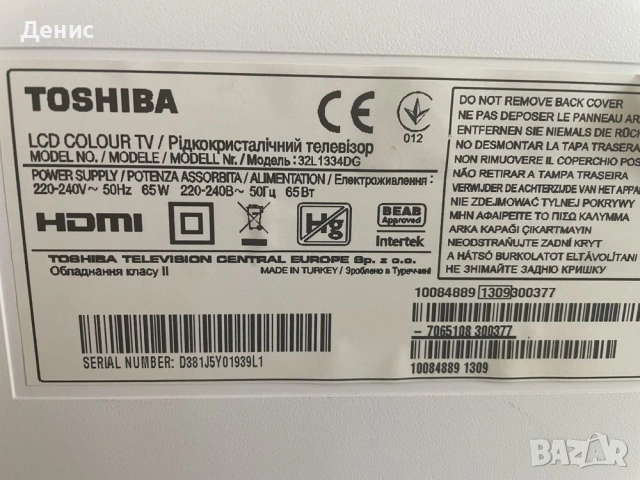 Денис
TOSHIBA
CE
012
LCD COLOUR TV / Рідкокристалічний телевізор
MODEL NO. / MODELE / MODELL Nr. / Модель :32L1334DG
POWER SUPPLY / POTENZA ASSORBITA / ALIMENTATION / Електроживлення :
220-240V~ 50Hz 65W 220-240В~ 50Гц 65Вт
HDMI
Hg
BEAB
Approved
Intertek
TOSHIBA TELEVISION CENTRAL EUROPE Sp. z o.o.
Обладнання класу II
MADE IN TURKEY / Зроблено в Туреччині
DO NOT REMOVE BACK COVER
NE PAS DEPOSER LE PANNEAU AR
ENTFERNEN SIE NIEMALS DIE RÜCK
NO DESMONTAR LA TAPA TRASERA
NON RIMUOVERE IL COPERCHIO POS
NÃO RETIRAR A TAMPA TRASEIRA
VERWIJDER DE ACHTERZIJDE VAN HET APPA
NIE ZDEJMOWAĆ TYLNEJ POKRYWY
ΜΗΝ ΑΦΑΙΡΕΙΤΕ ΤΟ ΠΙΣΩ ΚΑΛΥΜΜΑ
ARKA KAPAĞI ÇIKARTMAYIN
NEODSTRAŇUJTE ZADNÍ KRYT
A HÁTSÓ BURKOLATOT ELTÁVOLÍTANI
НЕ ЗНІМАЙТЕ ЗАДНЮ КРИШКУ
10084889 1309 300377
- 7065108 300377
10084889 1309
SERIAL NUMBER: D381J5Y01939L1
BAZAR